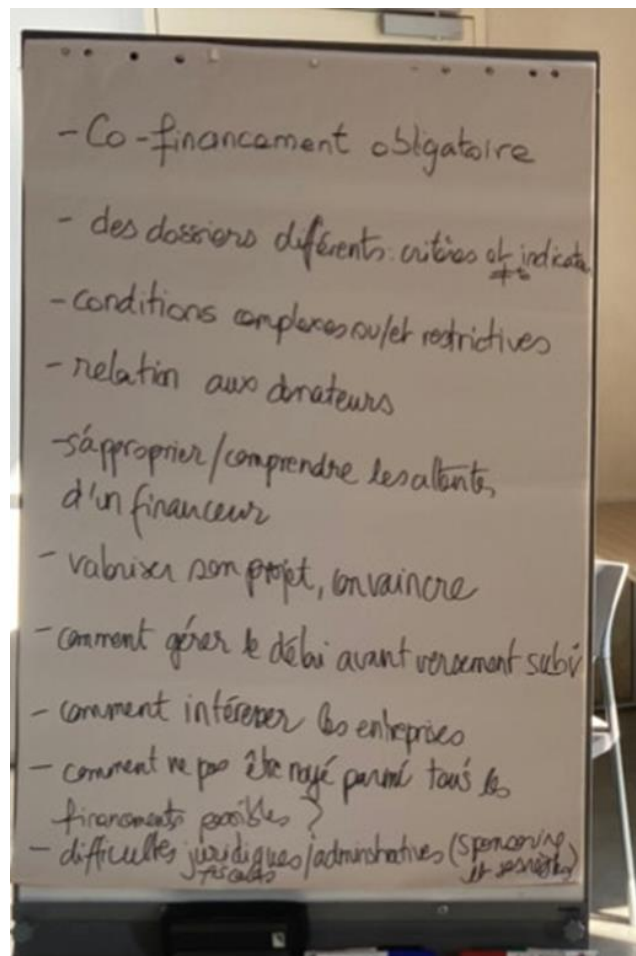 - Co-financement obligatoire
- des dossiers différents: critères et indicate
- conditions complexes ou/et restrictives
- relation aux donateurs
- s'approprier/comprendre les attentes
d'un financeur
- valoriser son projet, convaincre
- comment gérer le délai avant versement subv
- comment intéresser les entreprises
- comment ne pas être noyé parmi tous les
financements possibles ?
- difficultés juridiques/administratives (sponsoring
fiscales et